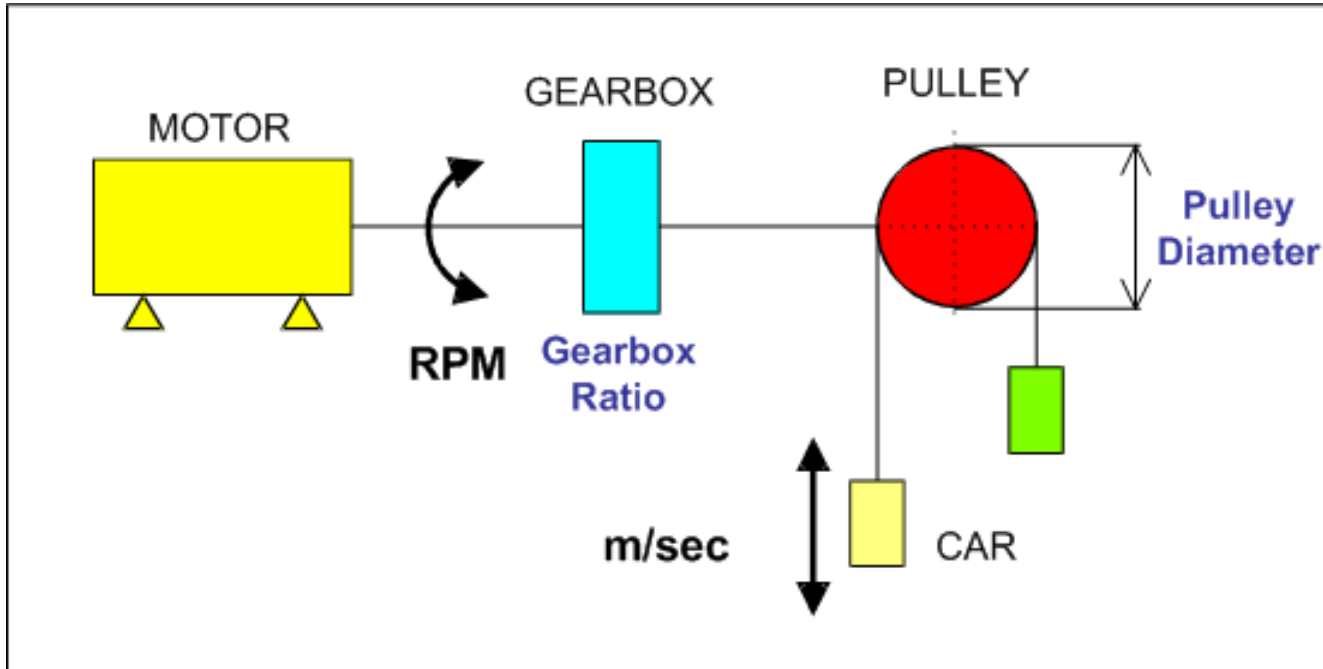 MOTOR
GEARBOX
PULLEY
Pulley
Diameter
RPM
Gearbox
Ratio
m/sec
CAR